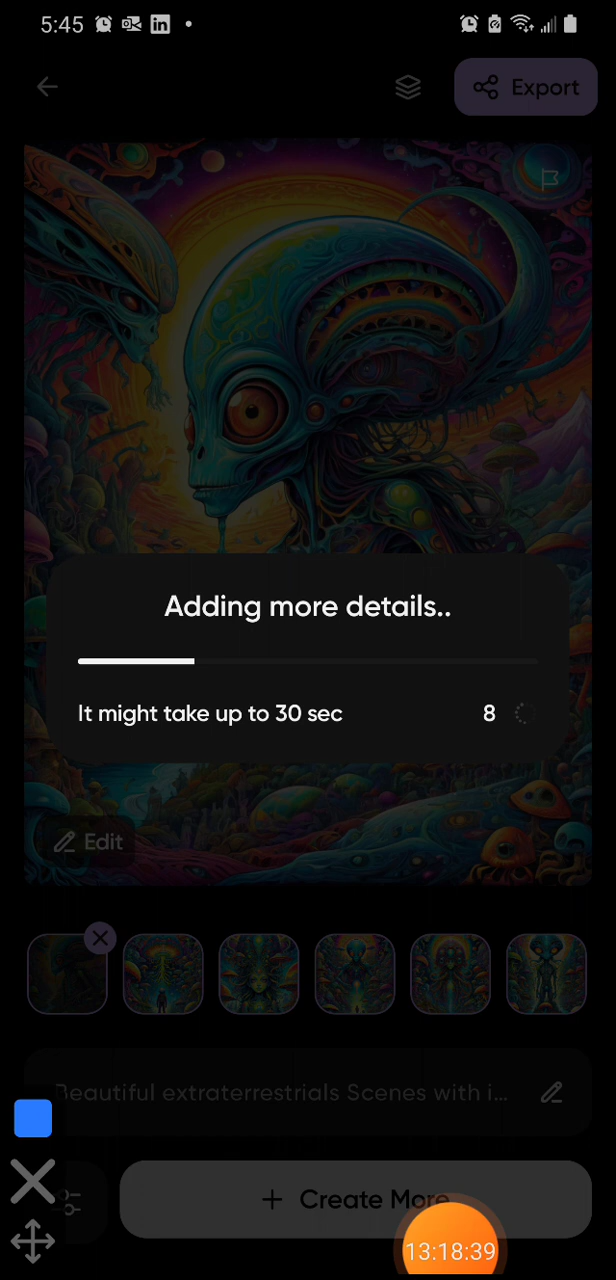 5:45
Export
Adding more details..
It might take up to 30 sec
8
Edit
Beautiful extraterrestrials Scenes with i...
+ Create More
13:18:39